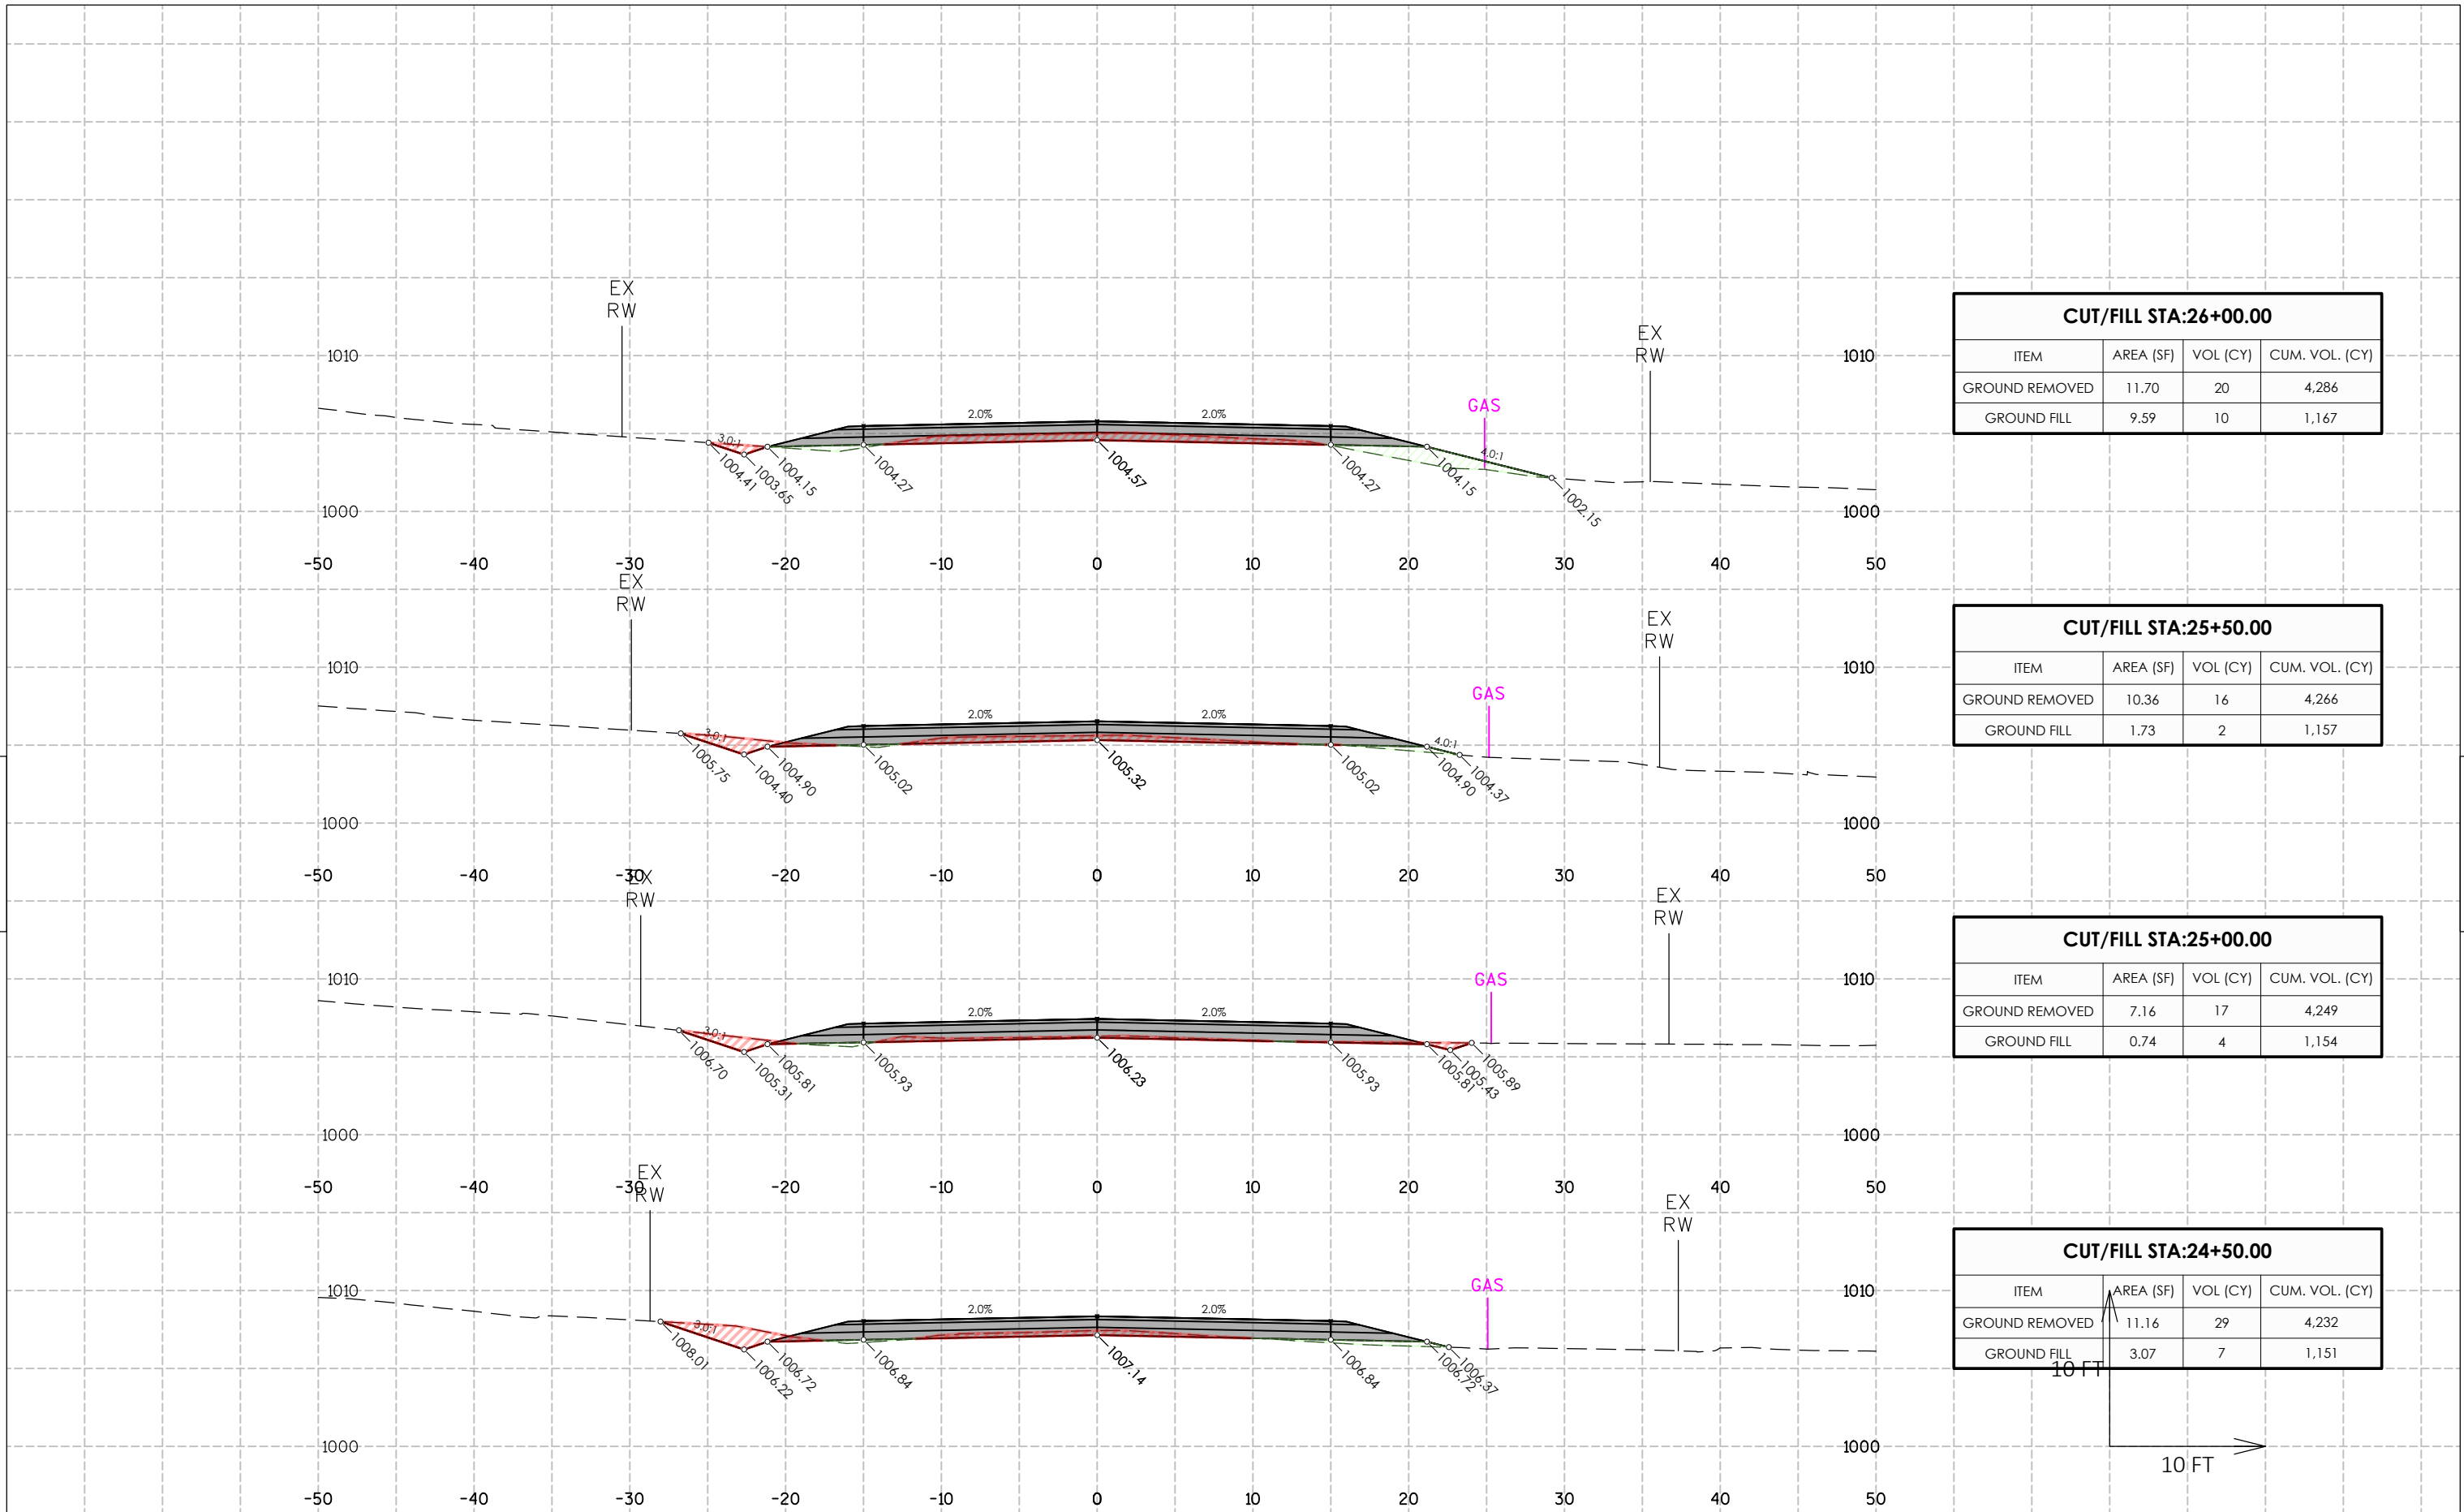 EX
RW
EX
RW
GAS
1010
1010
2.0%
2.0%
3.0:1
4.0:1
1004.41
1003.65
1004.15
1004.27
1004.57
1004.27
1004.15
1002.15
1000
1000
-50 -40 -30 -20 -10 0 10 20 30 40 50
CUT/FILL STA:26+00.00
ITEM AREA (SF) VOL (CY) CUM. VOL. (CY)
GROUND REMOVED 11.70 20 4,286
GROUND FILL 9.59 10 1,167
EX
RW
EX
RW
GAS
1010
1010
2.0%
2.0%
3.0:1
4.0:1
1005.75
1004.40
1004.90
1005.02
1005.32
1005.02
1004.90
1004.37
1000
1000
-50 -40 -30 -20 -10 0 10 20 30 40 50
CUT/FILL STA:25+50.00
ITEM AREA (SF) VOL (CY) CUM. VOL. (CY)
GROUND REMOVED 10.36 16 4,266
GROUND FILL 1.73 2 1,157
EX
RW
EX
RW
GAS
1010
1010
2.0%
2.0%
3.0:1
1006.70
1005.31
1005.81
1005.93
1006.23
1005.93
1005.81
1005.43
1005.89
1000
1000
-50 -40 -30 -20 -10 0 10 20 30 40 50
CUT/FILL STA:25+00.00
ITEM AREA (SF) VOL (CY) CUM. VOL. (CY)
GROUND REMOVED 7.16 17 4,249
GROUND FILL 0.74 4 1,154
EX
RW
EX
RW
GAS
1010
1010
2.0%
2.0%
3.0:1
1008.01
1006.22
1006.72
1006.84
1007.14
1006.84
1006.72
1006.37
1000
1000
-50 -40 -30 -20 -10 0 10 20 30 40 50
CUT/FILL STA:24+50.00
ITEM AREA (SF) VOL (CY) CUM. VOL. (CY)
GROUND REMOVED 11.16 29 4,232
GROUND FILL 3.07 7 1,151
10 FT
10 FT